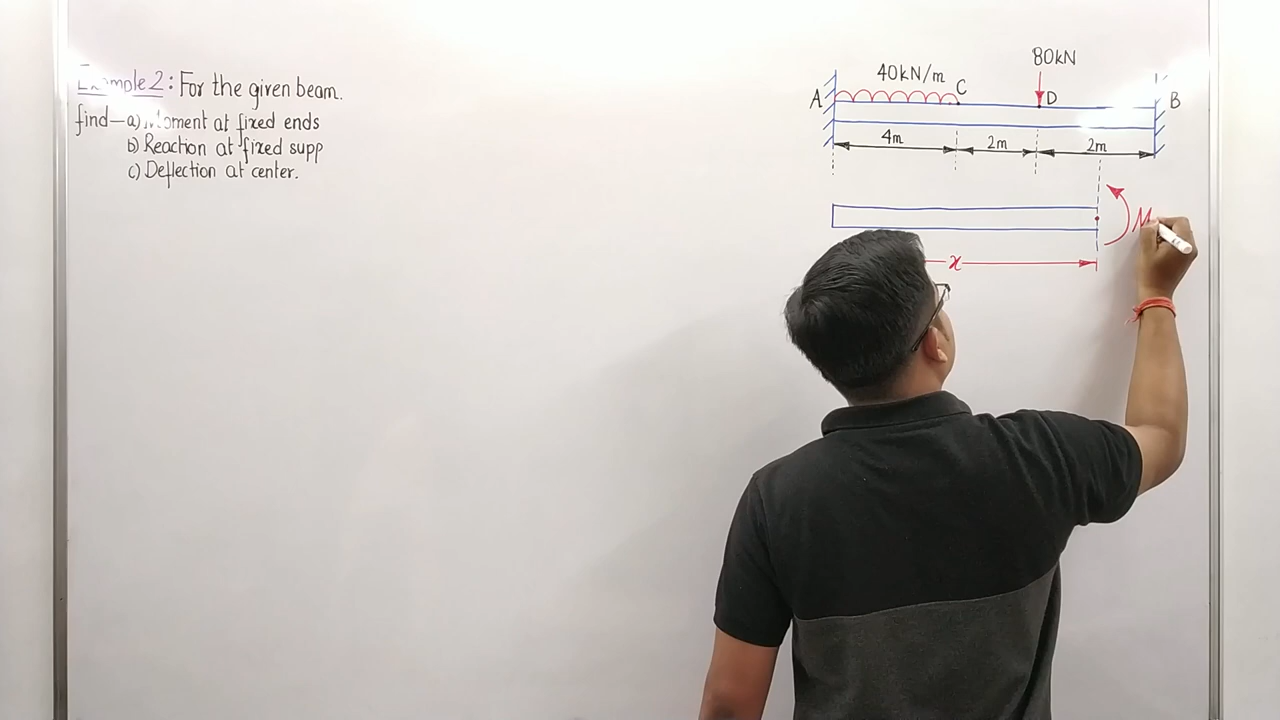 Example 2: For the given beam.
find—a) Moment at fixed ends
b) Reaction at fixed supp
c) Deflection at center.
80kN
40kN/m
A
C
D
B
4m
2m
2m
M
x